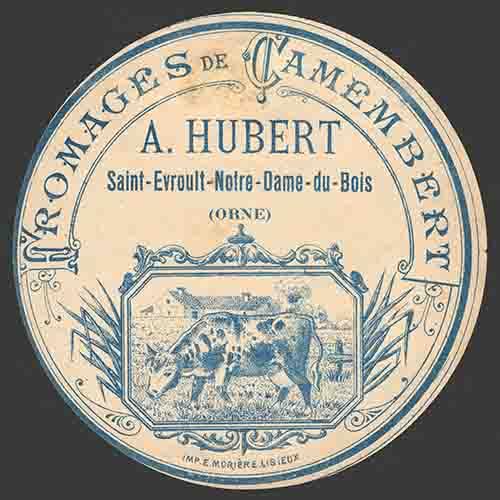 FROMAGES DE CAMEMBERT
A. HUBERT
Saint-Evroult-Notre-Dame-du-Bois
(ORNE)
IMP. E. MORIÈRE. LISIEUX